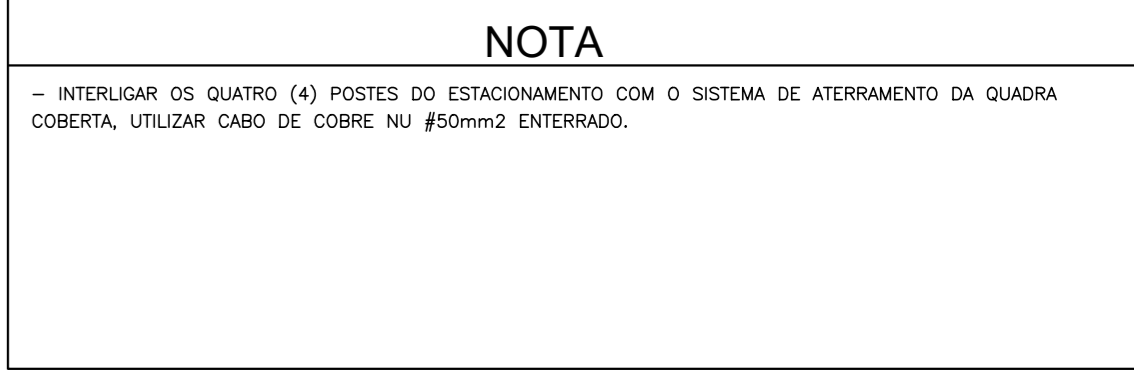 NOTA
– INTERLIGAR OS QUATRO (4) POSTES DO ESTACIONAMENTO COM O SISTEMA DE ATERRAMENTO DA QUADRA
COBERTA, UTILIZAR CABO DE COBRE NU #50mm2 ENTERRADO.